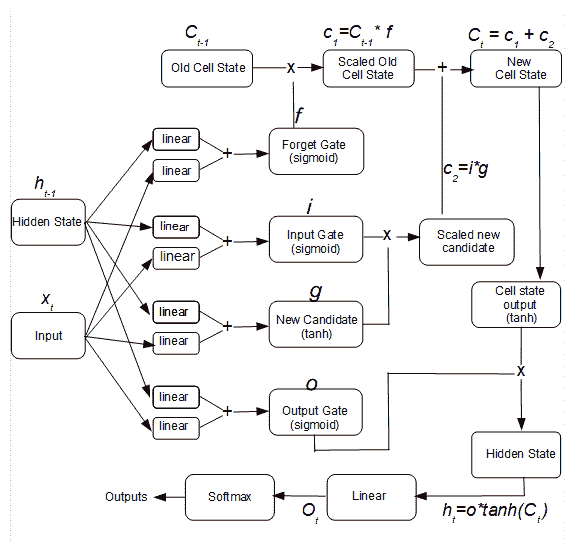 C_{t-1}
c_1=C_{t-1}* f
C_t = c_1 + c_2
Old Cell State
x
Scaled Old
Cell State
+
New
Cell State
f
linear
linear
+
Forget Gate
(sigmoid)
c_2=i*g
h_{t-1}
Hidden State
i
linear
linear
+
Input Gate
(sigmoid)
x
Scaled new
candidate
x_t
Input
g
linear
linear
+
New Candidate
(tanh)
Cell state
output
(tanh)
x
o
linear
linear
+
Output Gate
(sigmoid)
Hidden State
Outputs
Softmax
O_t
Linear
h_t=o*tanh(C_t)